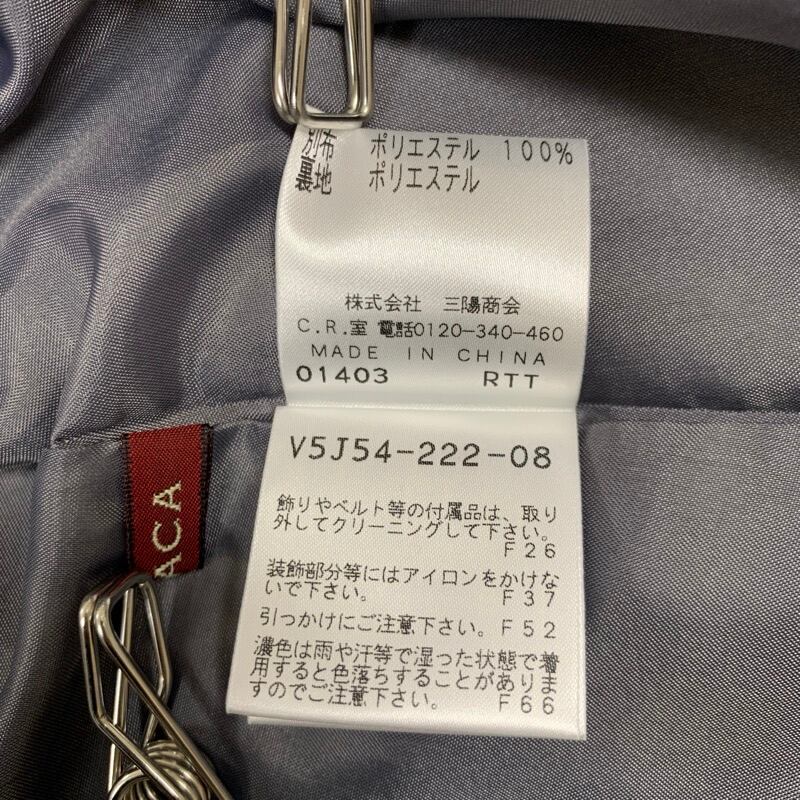 別布 ポリエステル 100%
裏地 ポリエステル
株式会社 三陽商会
C.R.室 電話0120-340-460
MADE IN CHINA
01403 RTT
V5J54-222-08
飾りやベルト等の付属品は、取り
外してクリーニングして下さい。
F26
装飾部分等にはアイロンをかけな
いで下さい。 F37
引っかけにご注意下さい。F52
濃色は雨や汗等で湿った状態で着
用すると色落ちすることがありま
すのでご注意下さい。 F66
ACA